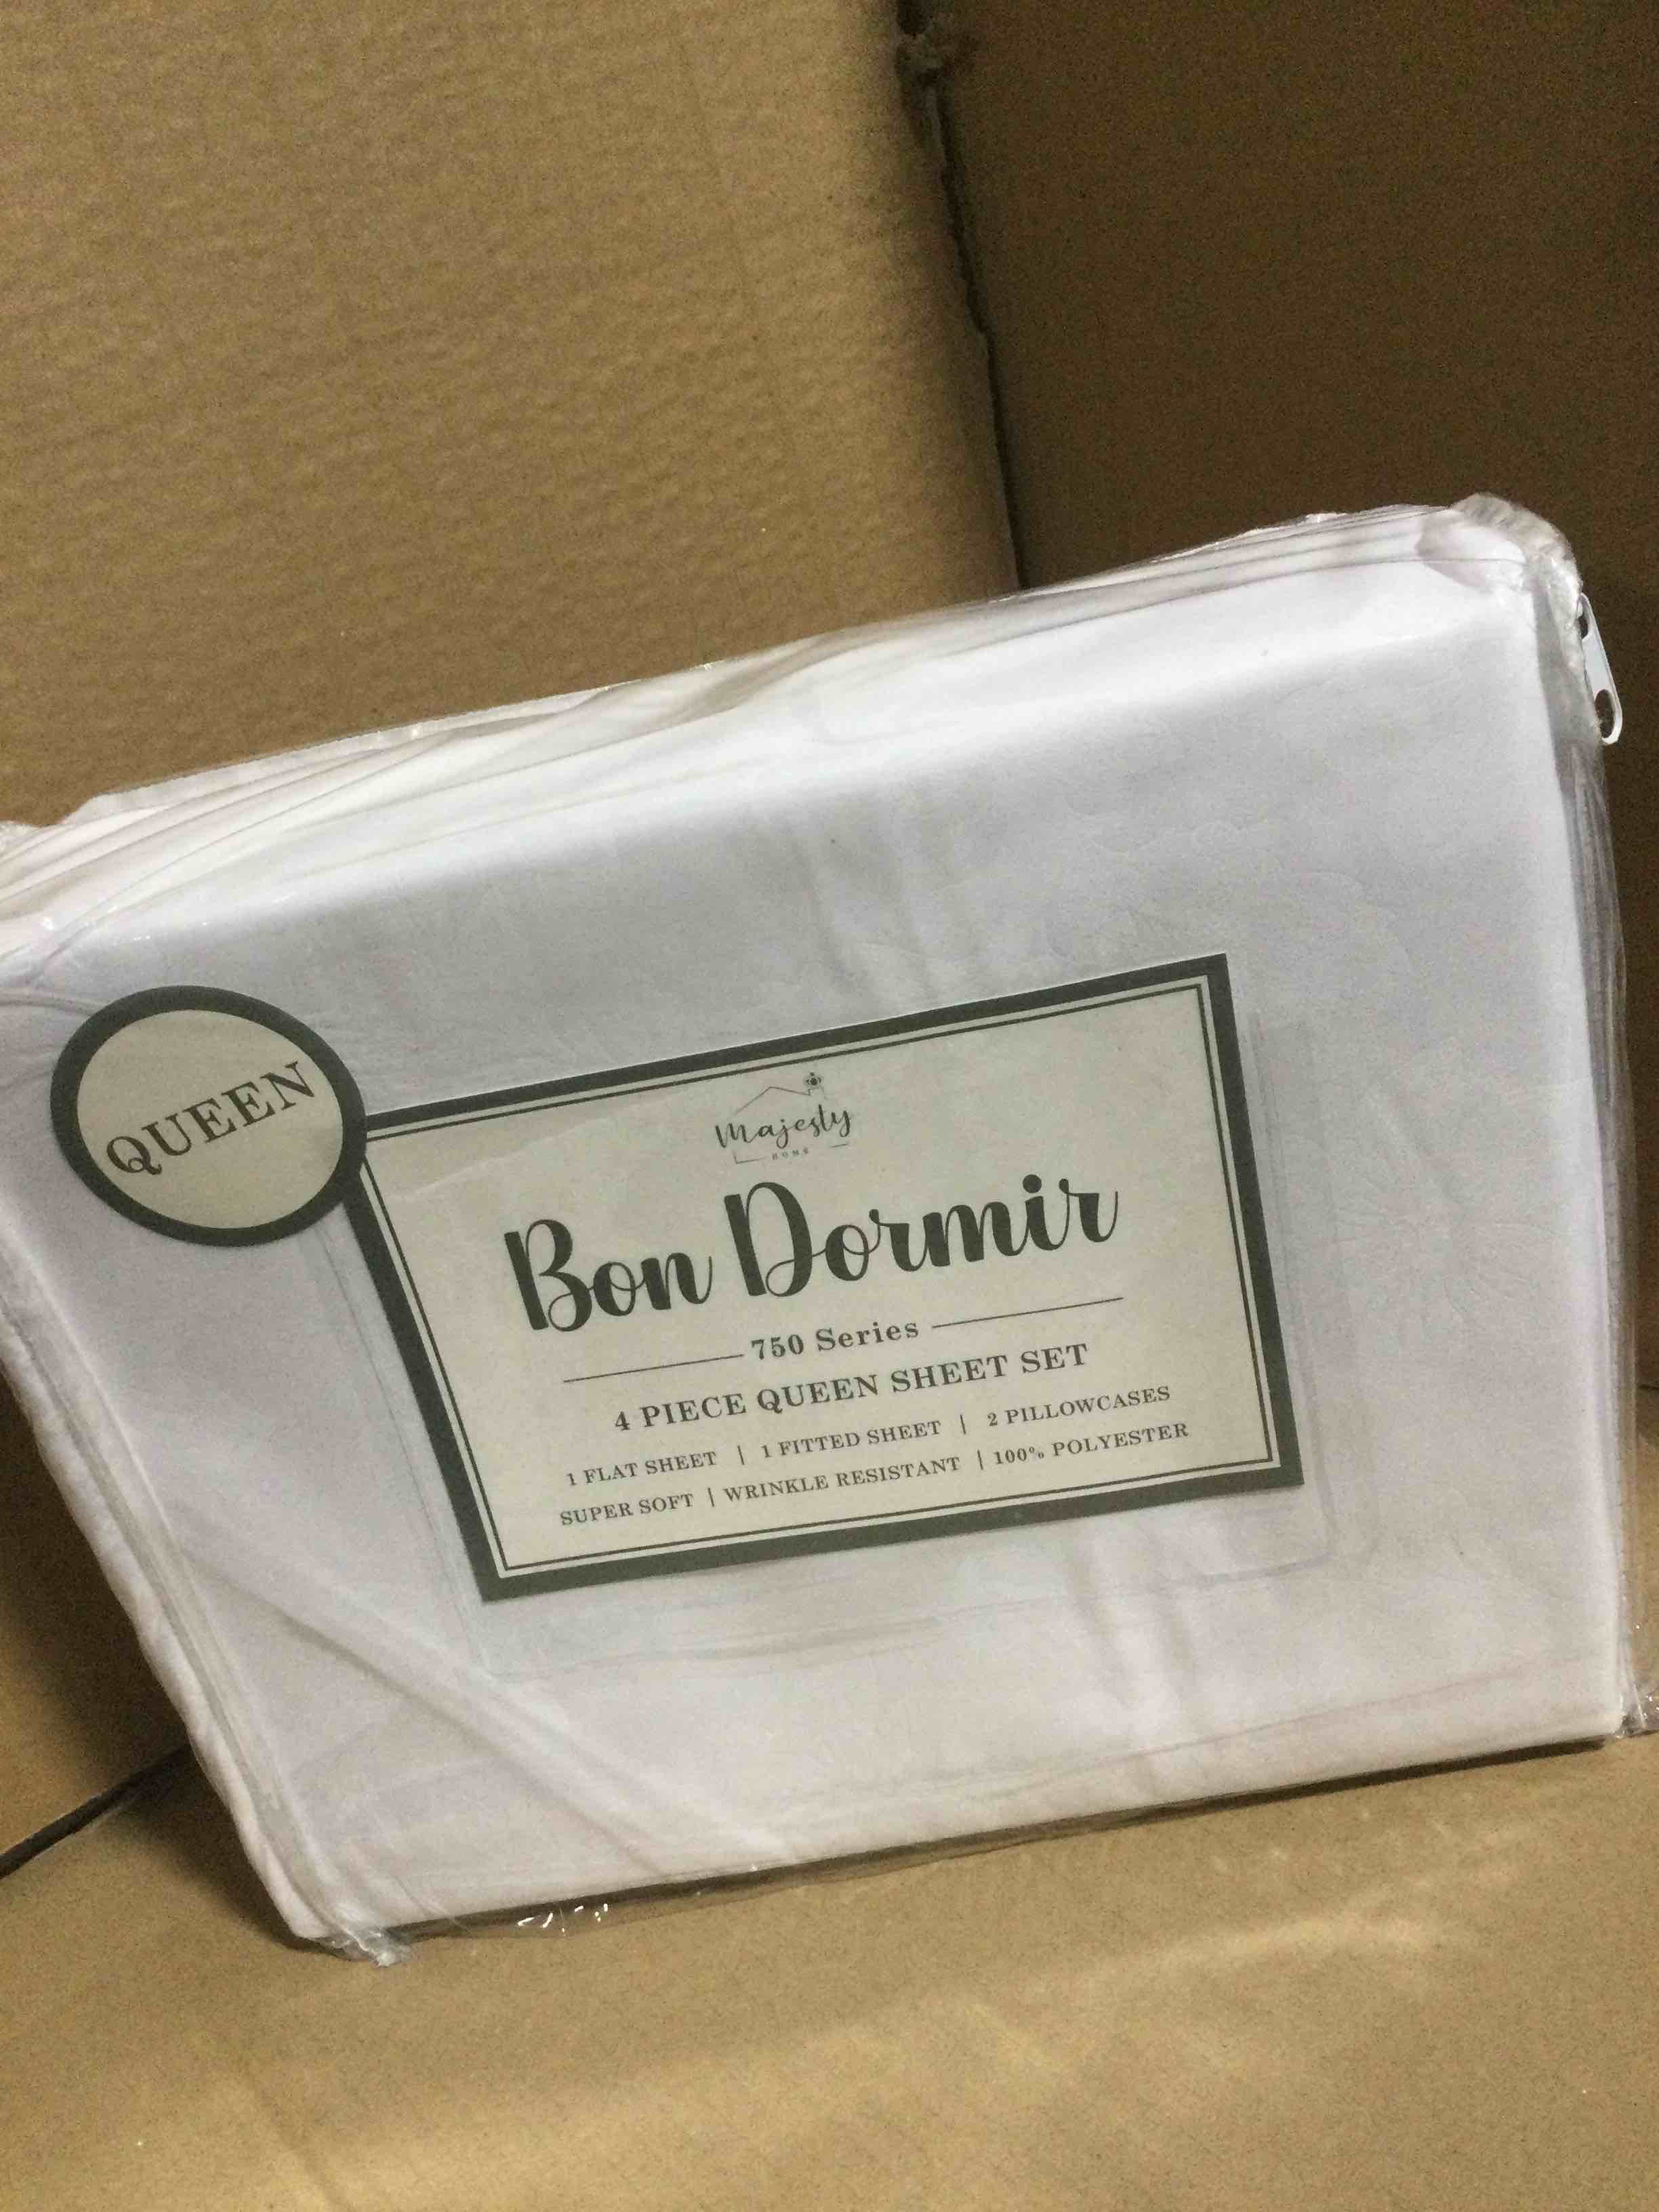 QUEEN
Majesty
HOME
Bon Dormir
750 Series
4 PIECE QUEEN SHEET SET
1 FLAT SHEET | 1 FITTED SHEET | 2 PILLOWCASES
SUPER SOFT | WRINKLE RESISTANT | 100% POLYESTER